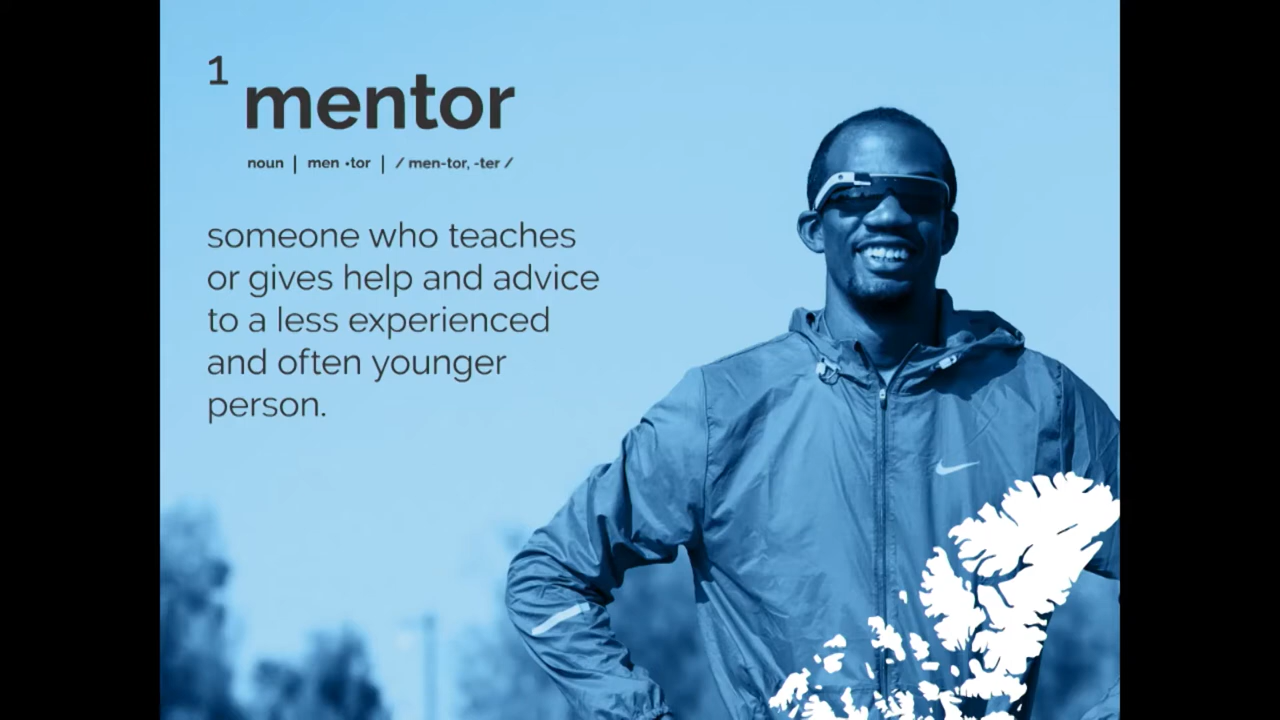 1 mentor
noun | men •tor | / men-tor, -ter /
someone who teaches
or gives help and advice
to a less experienced
and often younger
person.